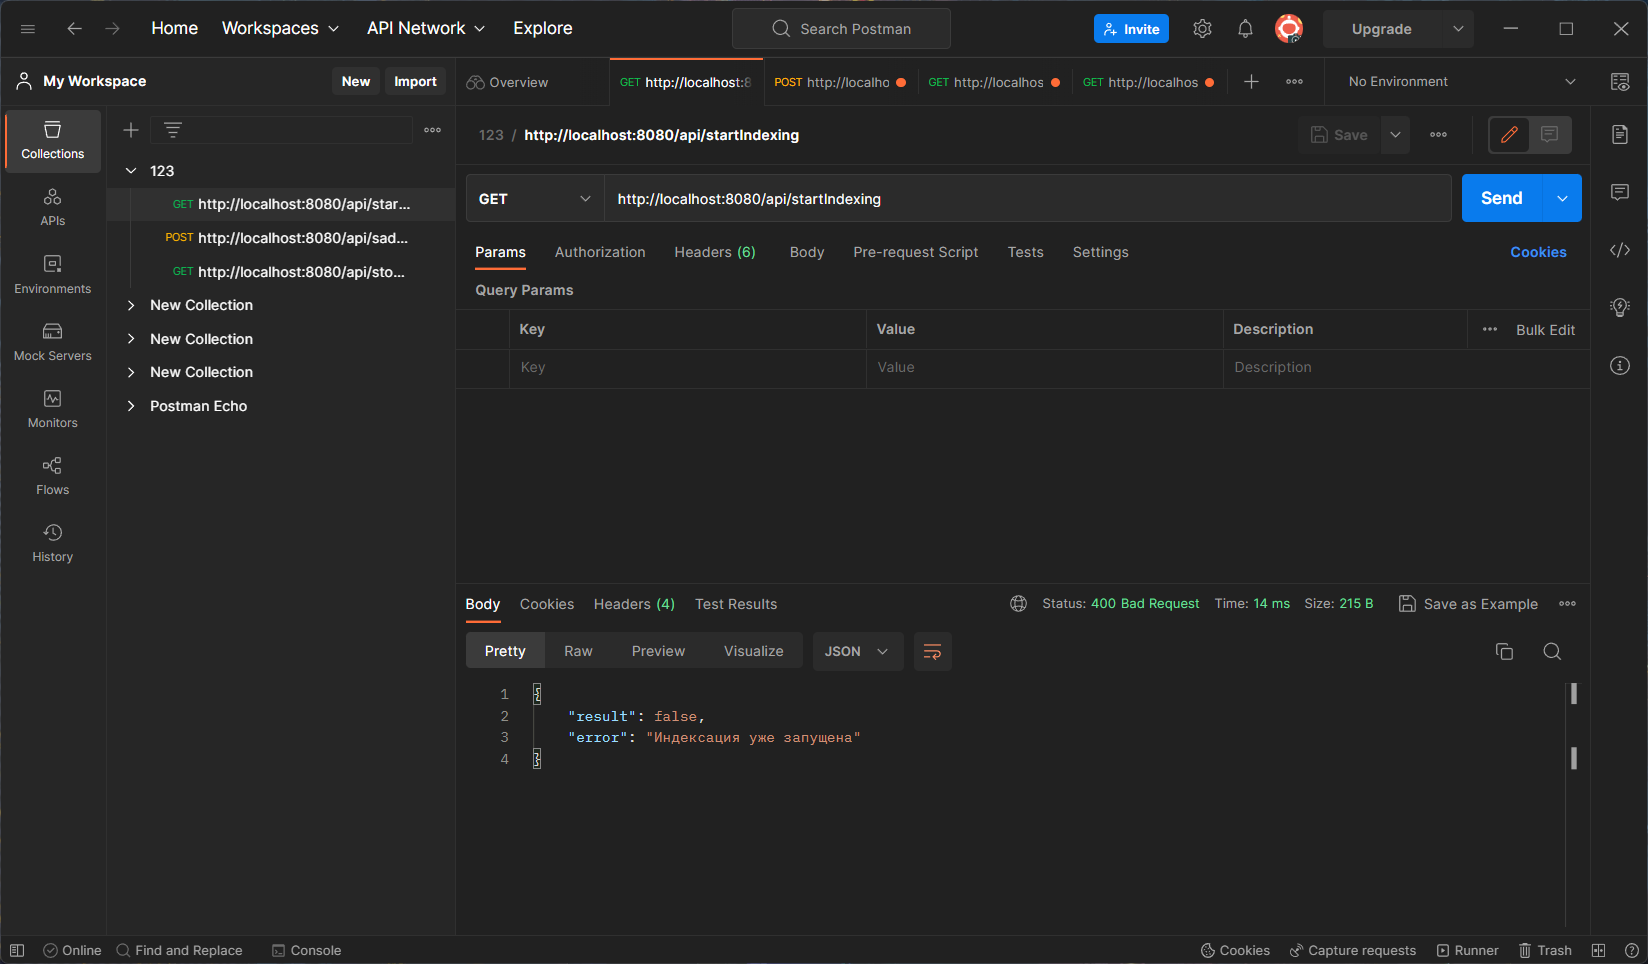 Home Workspaces API Network Explore Search Postman Invite Upgrade
My Workspace New Import Overview GET http://localhost:8 POST http://localho GET http://localhos GET http://localhos No Environment
Collections
APIs
Environments
Mock Servers
Monitors
Flows
History
123
GET http://localhost:8080/api/star...
POST http://localhost:8080/api/sad...
GET http://localhost:8080/api/sto...
New Collection
New Collection
New Collection
Postman Echo
123 / http://localhost:8080/api/startIndexing Save
GET http://localhost:8080/api/startIndexing Send
Params Authorization Headers (6) Body Pre-request Script Tests Settings Cookies
Query Params
Key Value Description Bulk Edit
Key Value Description
Body Cookies Headers (4) Test Results Status: 400 Bad Request Time: 14 ms Size: 215 B Save as Example
Pretty Raw Preview Visualize JSON
1 {
2 "result": false,
3 "error": "Индексация уже запущена"
4 }
Online Find and Replace Console Cookies Capture requests Runner Trash